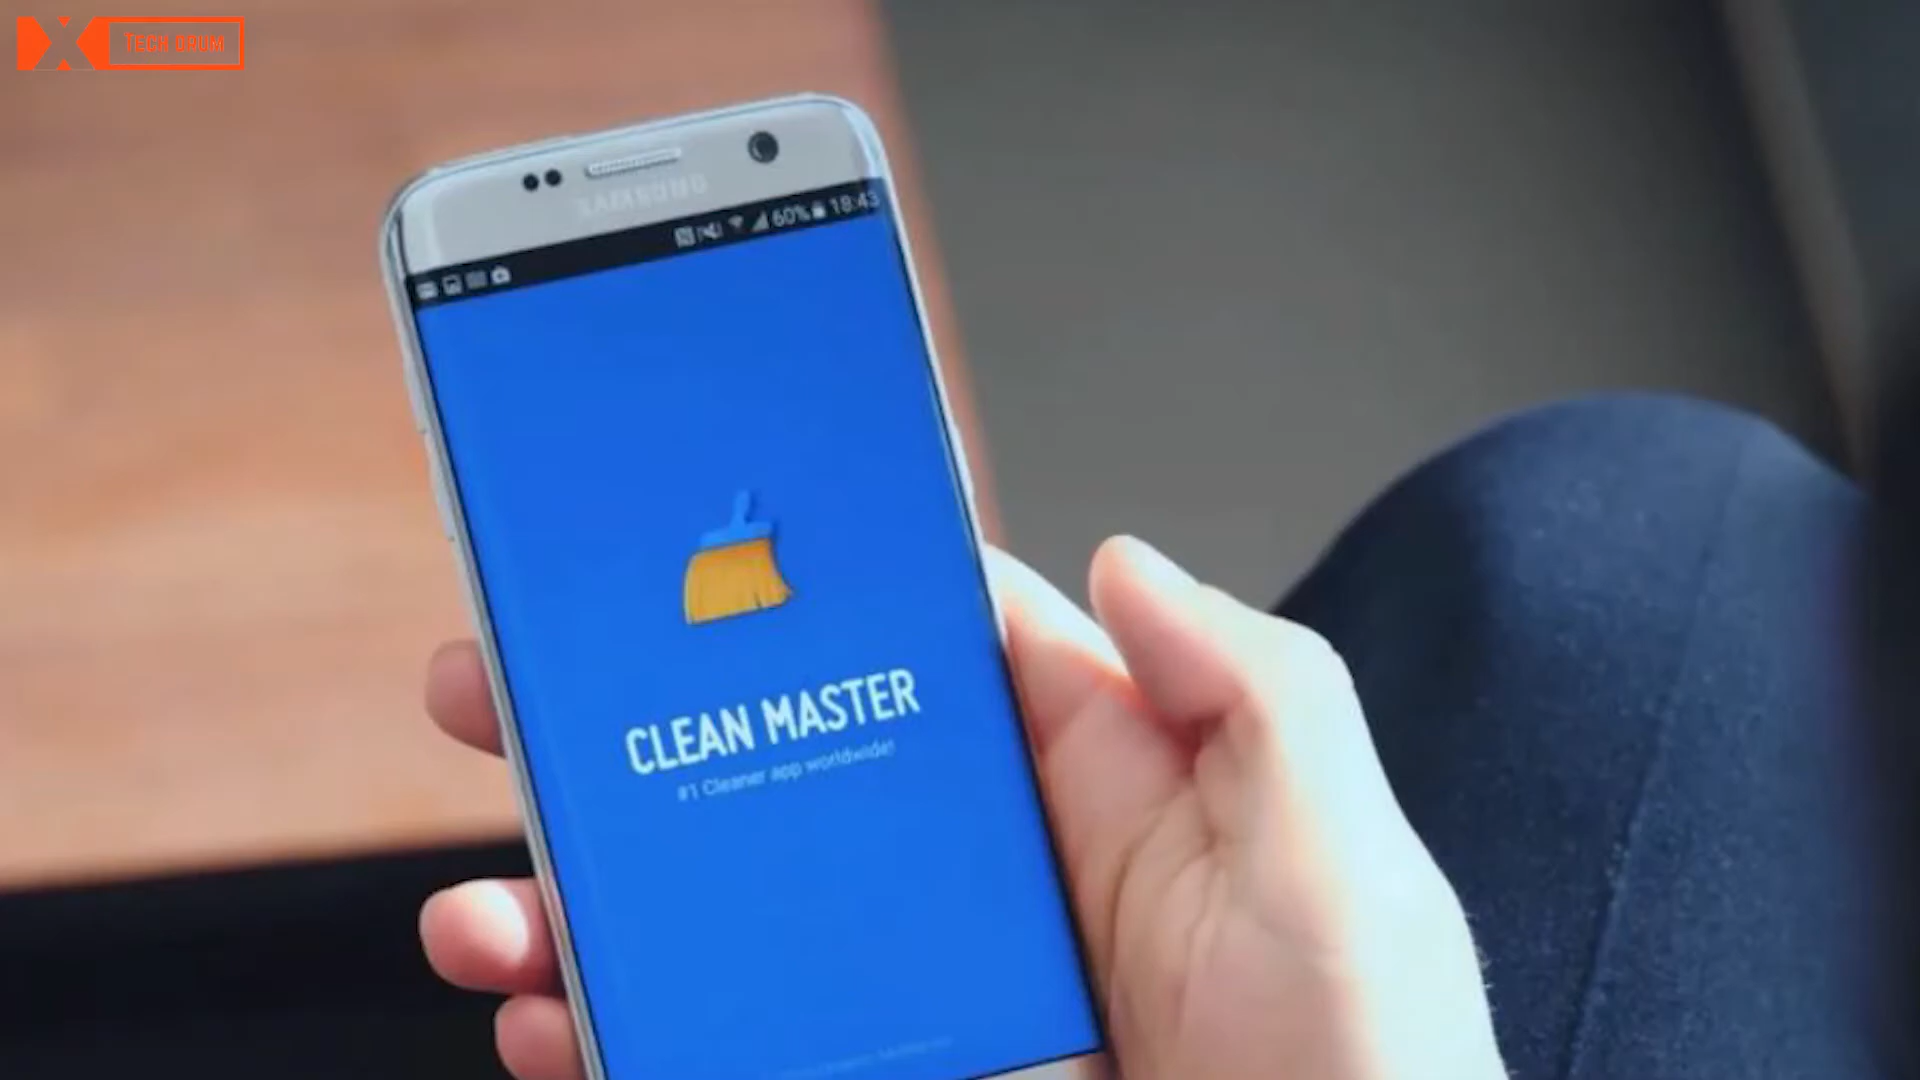 TECH DRUM
SAMSUNG
60% 18:43
CLEAN MASTER
#1 Cleaner app worldwide!